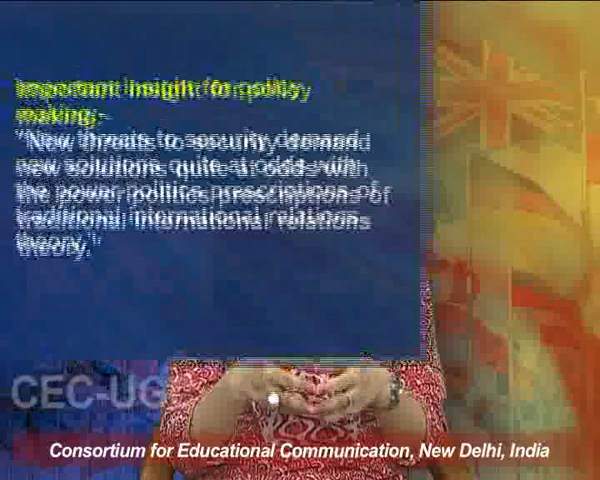 Important insight for policy
making:-
"New threats to security demand
new solutions quite at odds with
the power politics prescriptions of
traditional international relations
theory."
CEC-UG
Consortium for Educational Communication, New Delhi, India